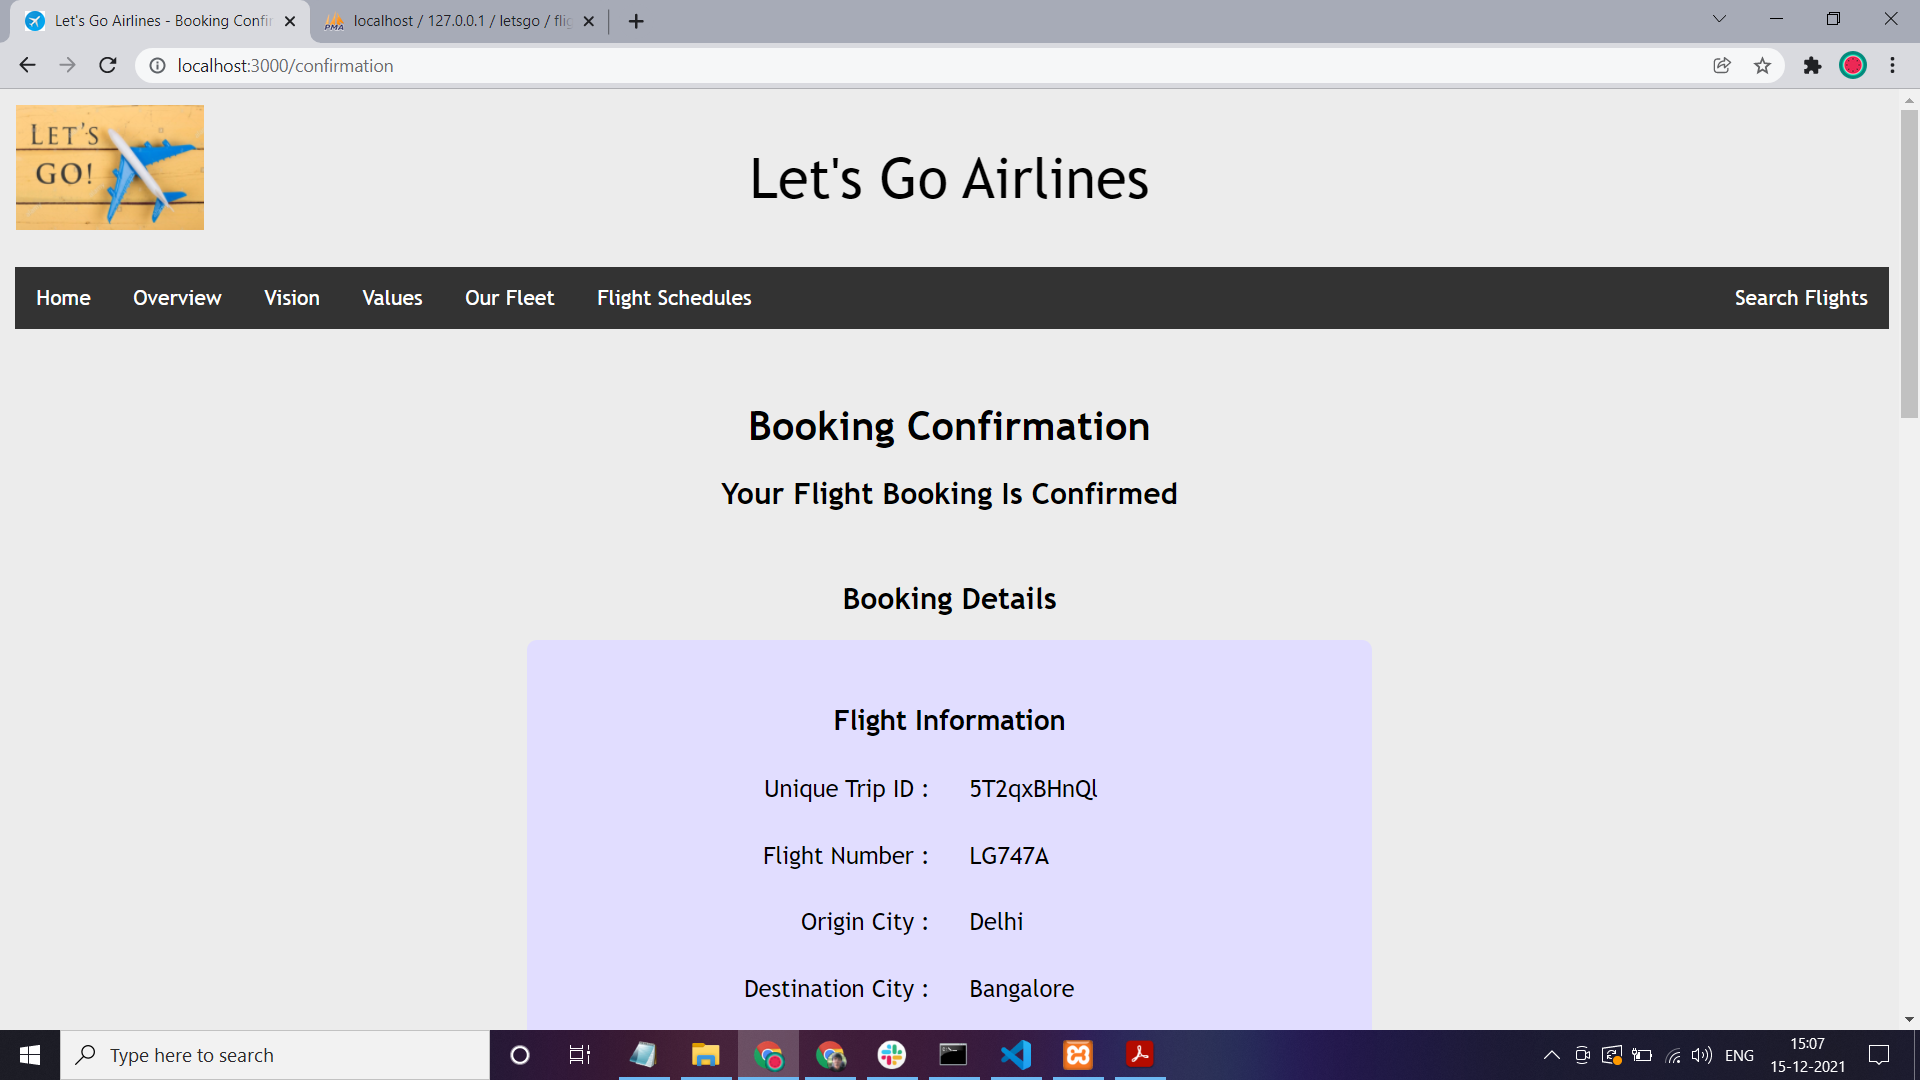 Let's Go Airlines - Booking Confir
localhost / 127.0.0.1 / letsgo / flig
localhost:3000/confirmation
LET'S
GO!
Let's Go Airlines
Home Overview Vision Values Our Fleet Flight Schedules Search Flights
Booking Confirmation
Your Flight Booking Is Confirmed
Booking Details
Flight Information
Unique Trip ID : 5T2qxBHnQl
Flight Number : LG747A
Origin City : Delhi
Destination City : Bangalore
Type here to search
ENG
15:07
15-12-2021